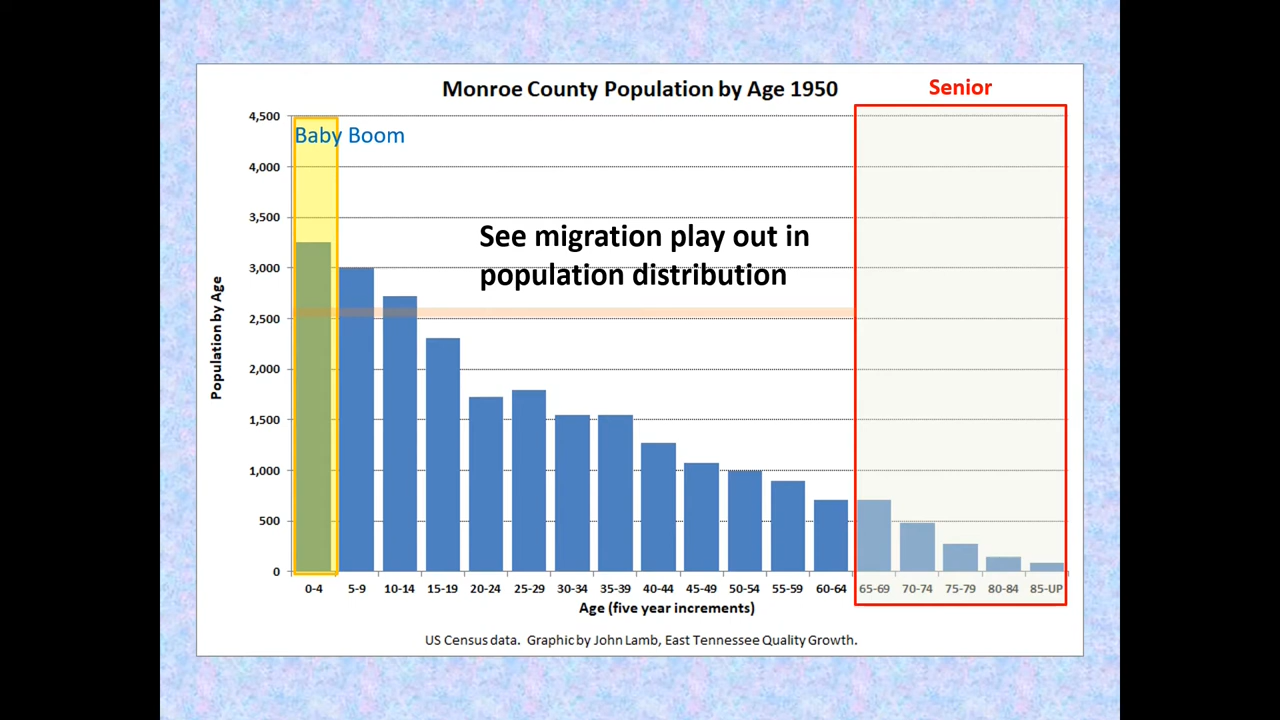 Monroe County Population by Age 1950
Senior
Baby Boom
See migration play out in
population distribution
Population by Age
4,500
4,000
3,500
3,000
2,500
2,000
1,500
1,000
500
0
0-4 5-9 10-14 15-19 20-24 25-29 30-34 35-39 40-44 45-49 50-54 55-59 60-64 65-69 70-74 75-79 80-84 85-UP
Age (five year increments)
US Census data. Graphic by John Lamb, East Tennessee Quality Growth.